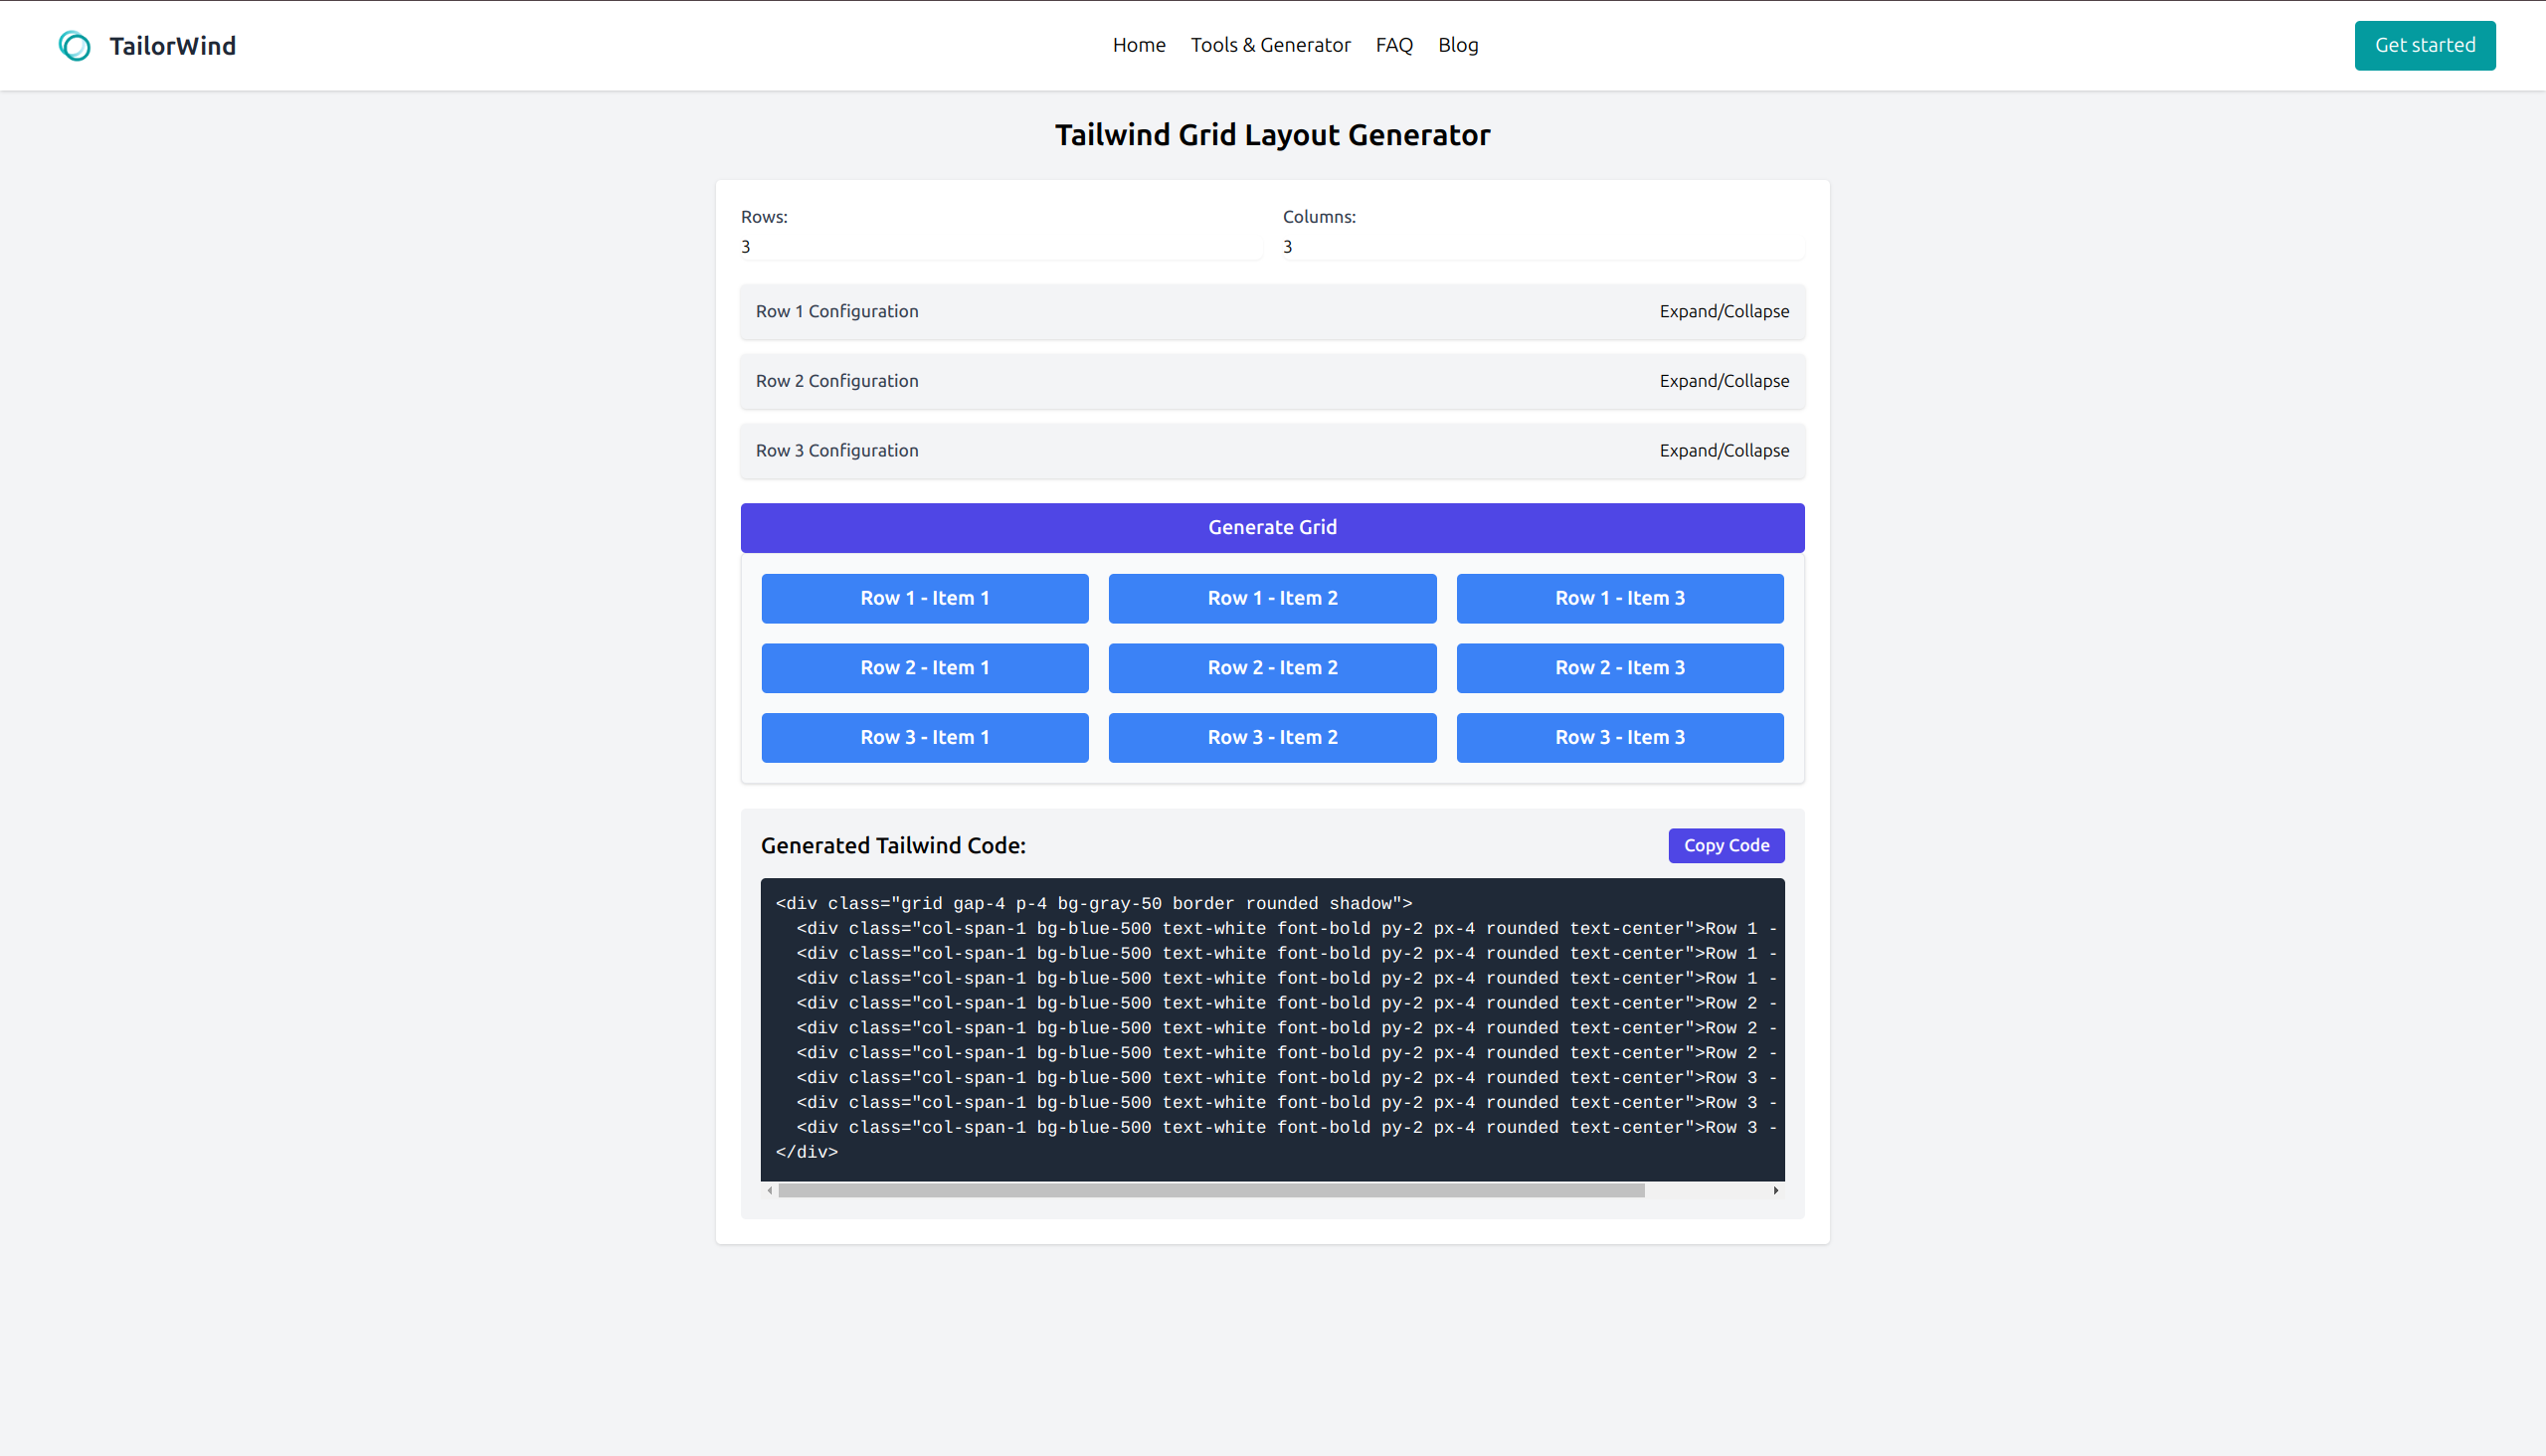 TailorWind
Home Tools & Generator FAQ Blog
Get started
Tailwind Grid Layout Generator
Rows: Columns:
3 3
Row 1 Configuration Expand/Collapse
Row 2 Configuration Expand/Collapse
Row 3 Configuration Expand/Collapse
Generate Grid
Row 1 - Item 1 Row 1 - Item 2 Row 1 - Item 3
Row 2 - Item 1 Row 2 - Item 2 Row 2 - Item 3
Row 3 - Item 1 Row 3 - Item 2 Row 3 - Item 3
Generated Tailwind Code: Copy Code
<div class="grid gap-4 p-4 bg-gray-50 border rounded shadow">
  <div class="col-span-1 bg-blue-500 text-white font-bold py-2 px-4 rounded text-center">Row 1 -
  <div class="col-span-1 bg-blue-500 text-white font-bold py-2 px-4 rounded text-center">Row 1 -
  <div class="col-span-1 bg-blue-500 text-white font-bold py-2 px-4 rounded text-center">Row 1 -
  <div class="col-span-1 bg-blue-500 text-white font-bold py-2 px-4 rounded text-center">Row 2 -
  <div class="col-span-1 bg-blue-500 text-white font-bold py-2 px-4 rounded text-center">Row 2 -
  <div class="col-span-1 bg-blue-500 text-white font-bold py-2 px-4 rounded text-center">Row 2 -
  <div class="col-span-1 bg-blue-500 text-white font-bold py-2 px-4 rounded text-center">Row 3 -
  <div class="col-span-1 bg-blue-500 text-white font-bold py-2 px-4 rounded text-center">Row 3 -
  <div class="col-span-1 bg-blue-500 text-white font-bold py-2 px-4 rounded text-center">Row 3 -
</div>